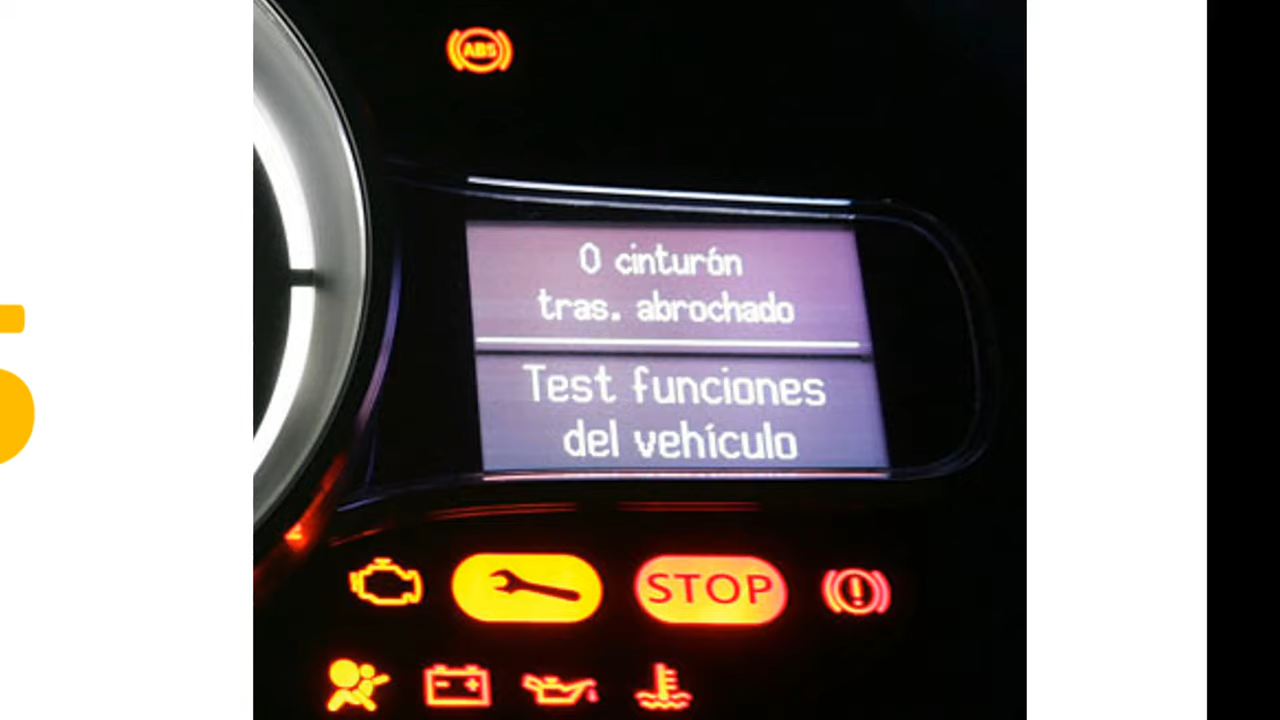 ABS
0 cinturón
tras. abrochado
Test funciones
del vehículo
STOP